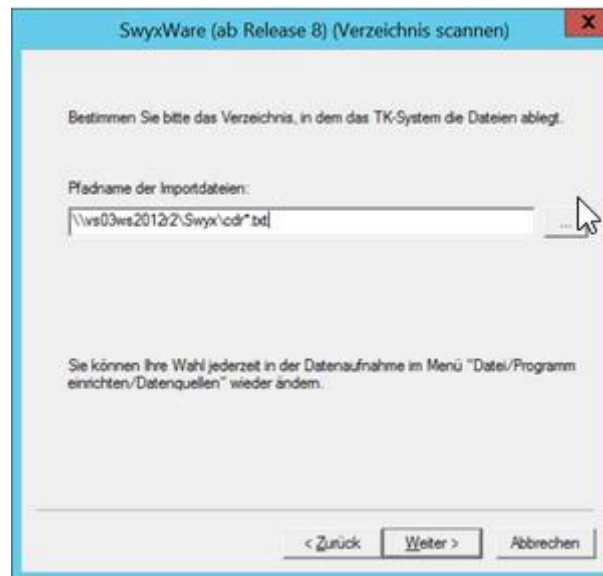 SwyxWare (ab Release 8) (Verzeichnis scannen)
x
Bestimmen Sie bitte das Verzeichnis, in dem das TK-System die Dateien ablegt.
Pfadname der Importdateien:
\\vs03ws2012r2\Swyx\cdr*.txt
...
Sie können Ihre Wahl jederzeit in der Datenaufnahme im Menü "Datei/Programm
einrichten/Datenquellen" wieder ändern.
< Zurück Weiter > Abbrechen